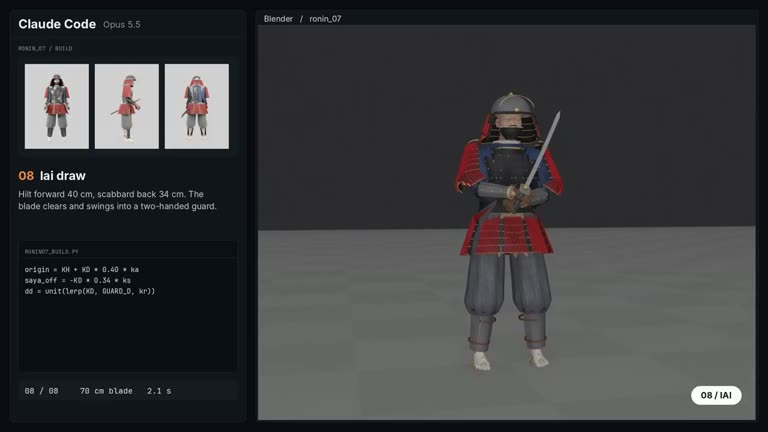 Claude Code Opus 5.5
RONIN_07 / BUILD
08 Iai draw
Hilt forward 40 cm, scabbard back 34 cm. The
blade clears and swings into a two-handed guard.
RONIN07_BUILD.PY
origin = KH + KD * 0.40 * ka
saya_off = -KD * 0.34 * ks
dd = unit(lerp(KD, GUARD_D, kr))
08 / 08 70 cm blade 2.1 s
Blender / ronin_07
08 / IAI